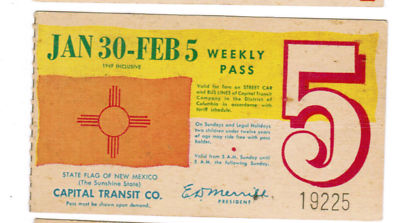 JAN 30-FEB 5
1949 INCLUSIVE
WEEKLY
PASS
Valid for fare on STREET CAR
and BUS LINES of Capital Transit
Company in the District of
Columbia in accordance with
tariff schedule.
On Sundays and Legal Holidays
two children under twelve years
of age may ride free with pass
holder.
Valid from 5 A.M. Sunday until
5 A.M. the following Sunday.
5
STATE FLAG OF NEW MEXICO
(The Sunshine State)
CAPITAL TRANSIT CO.
Pass must be shown upon demand.
EDMerrill
PRESIDENT
19225